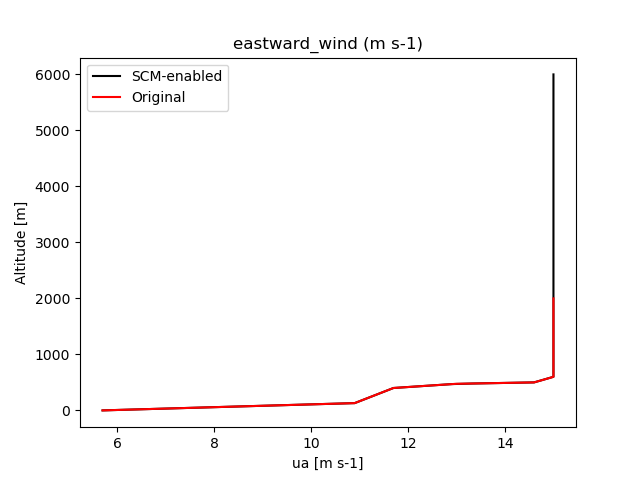 eastward_wind (m s-1)
SCM-enabled
Original
Altitude [m]
6000
5000
4000
3000
2000
1000
0
6 8 10 12 14
ua [m s-1]